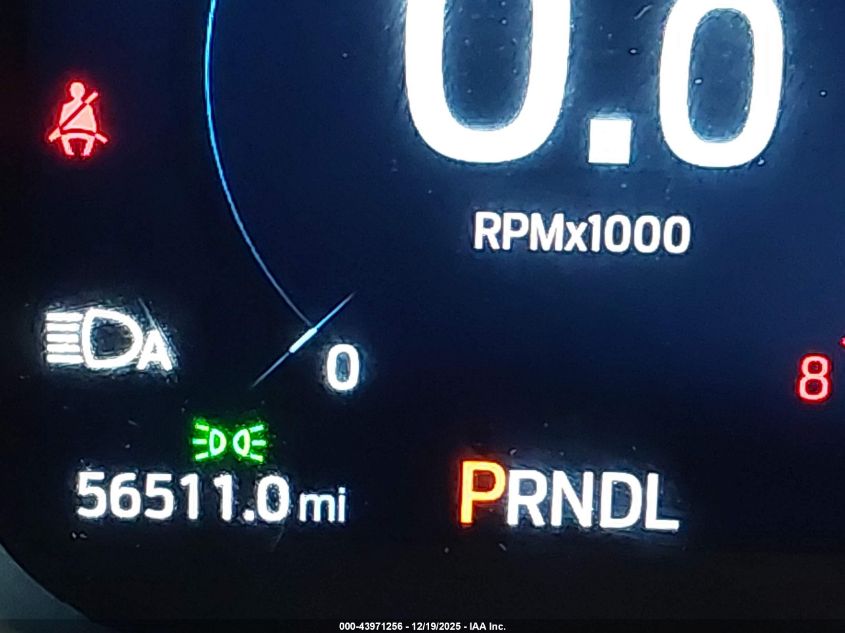 0.0
RPMx1000
A
0
8
56511.0 mi
PRNDL
000-43971256 - 12/19/2025 - IAA Inc.